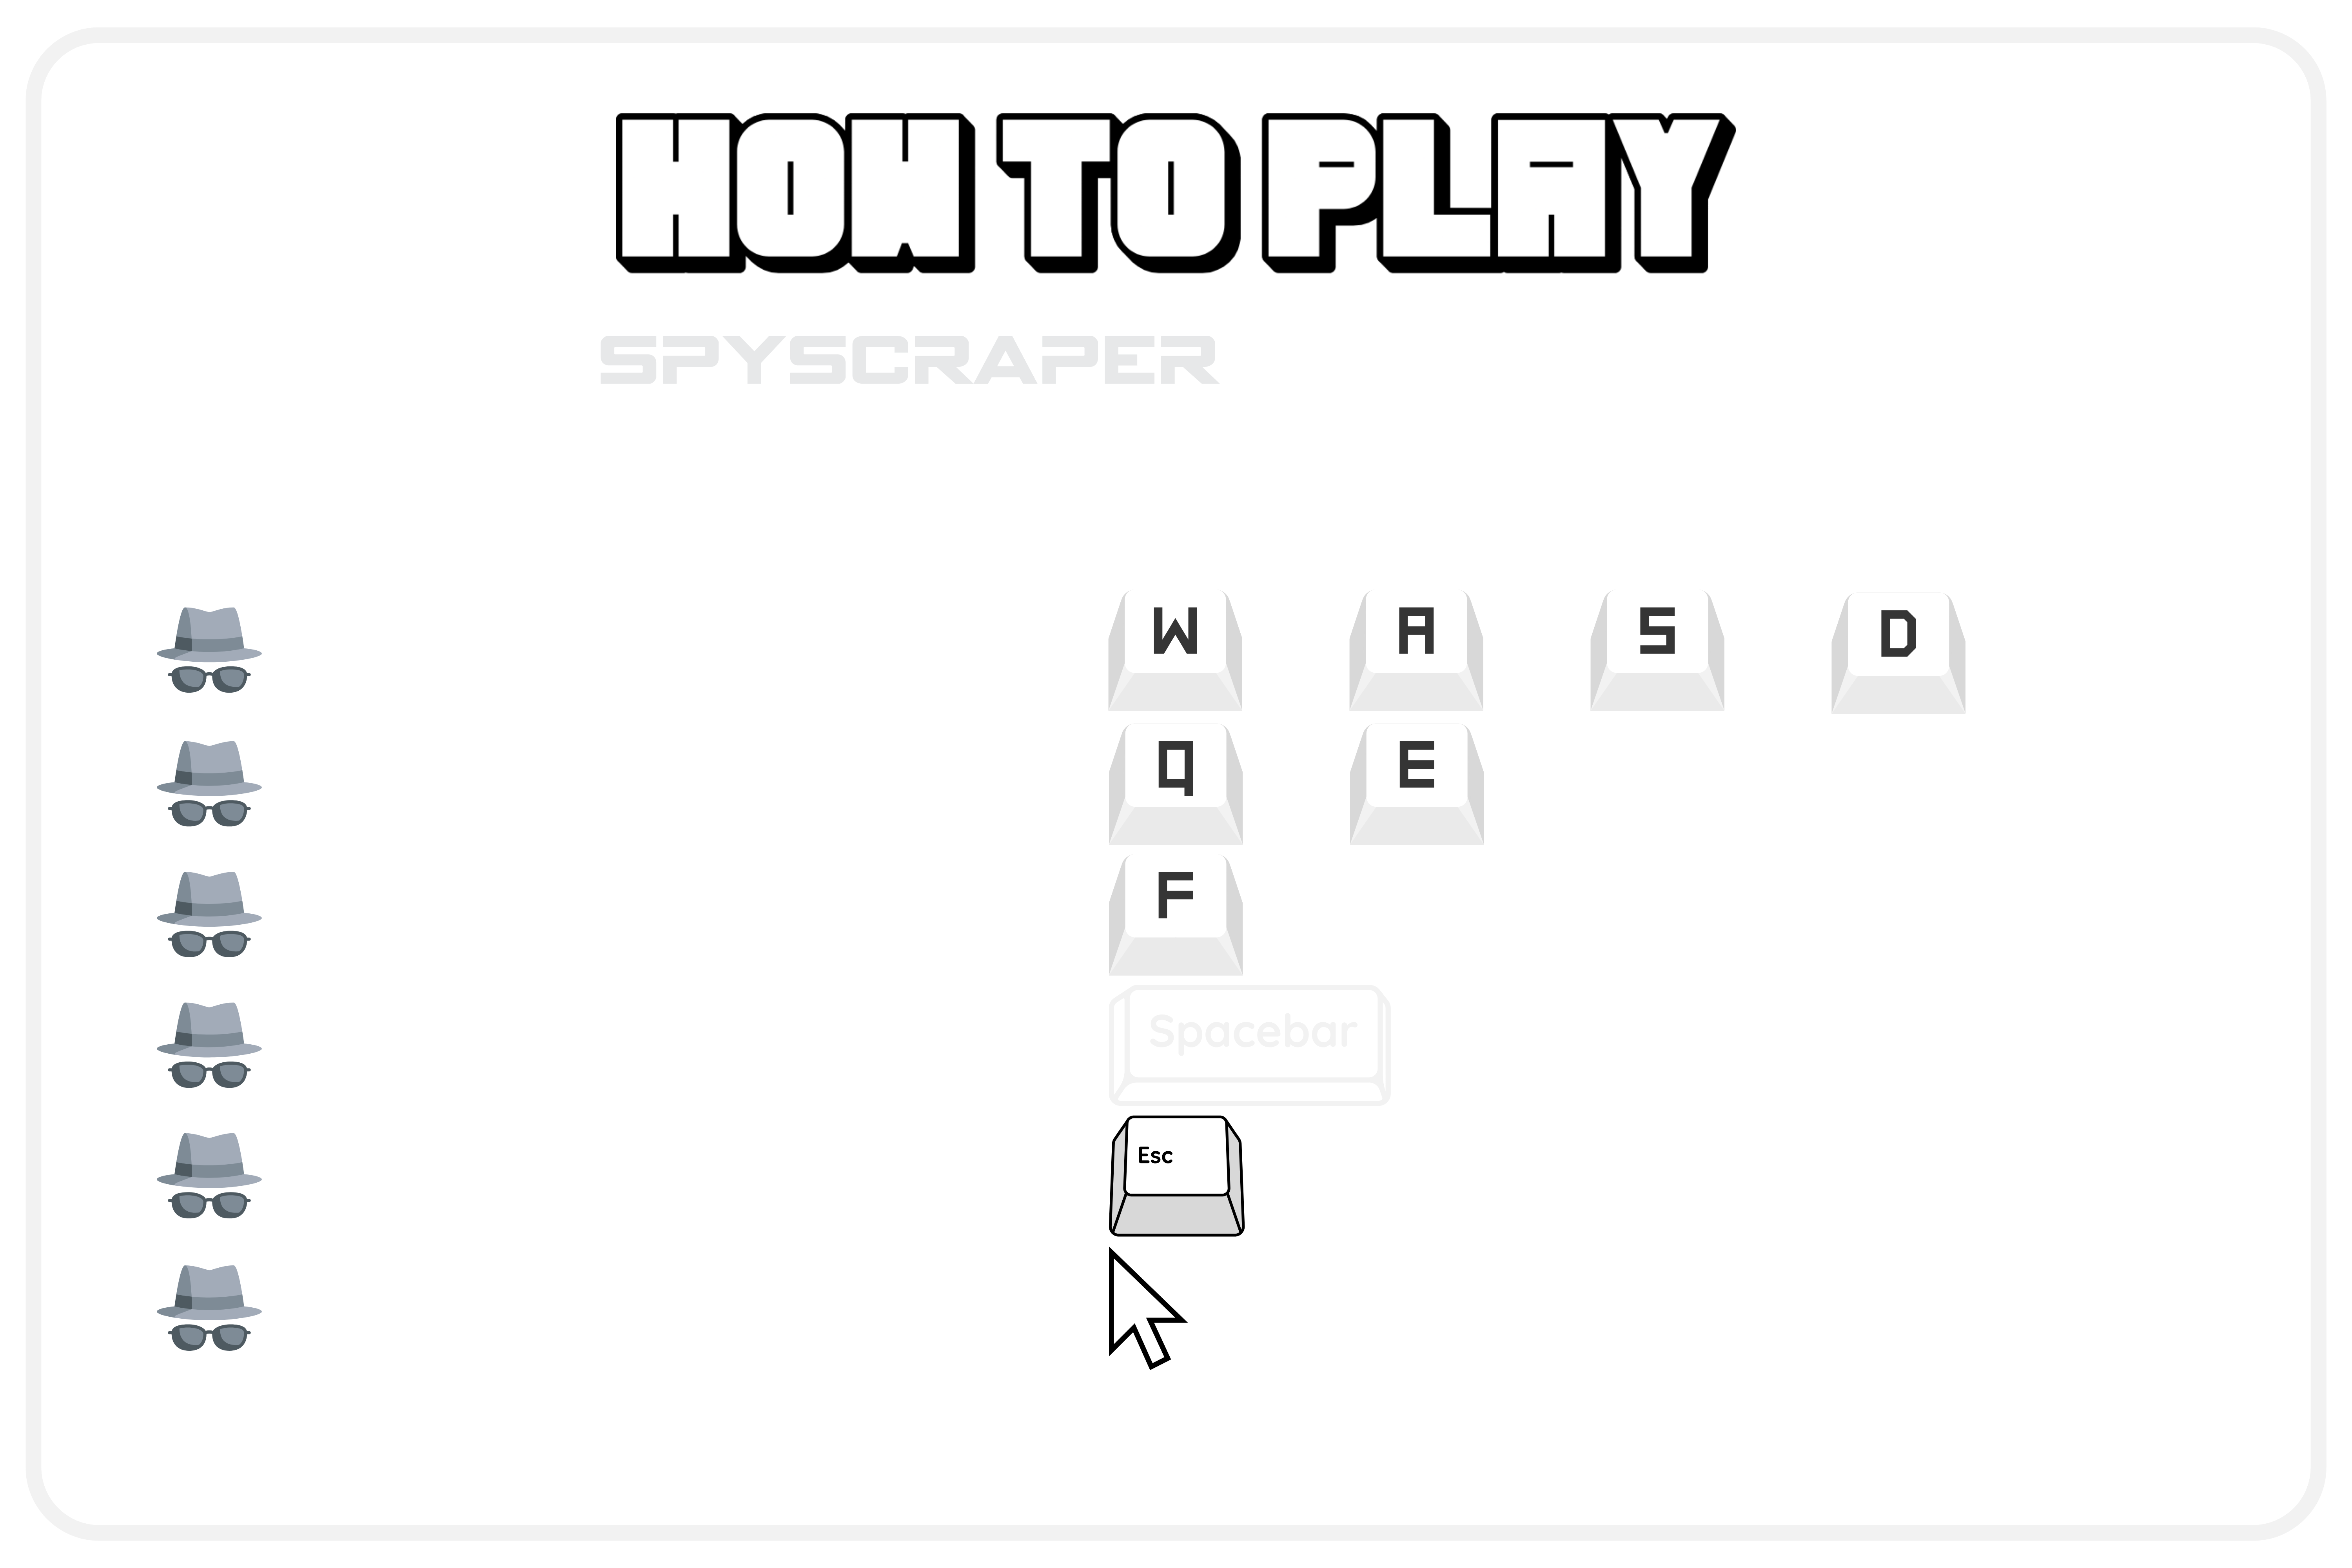 HOW TO PLAY
SPYSCRAPER
W A S D
Q E
F
Spacebar
Esc